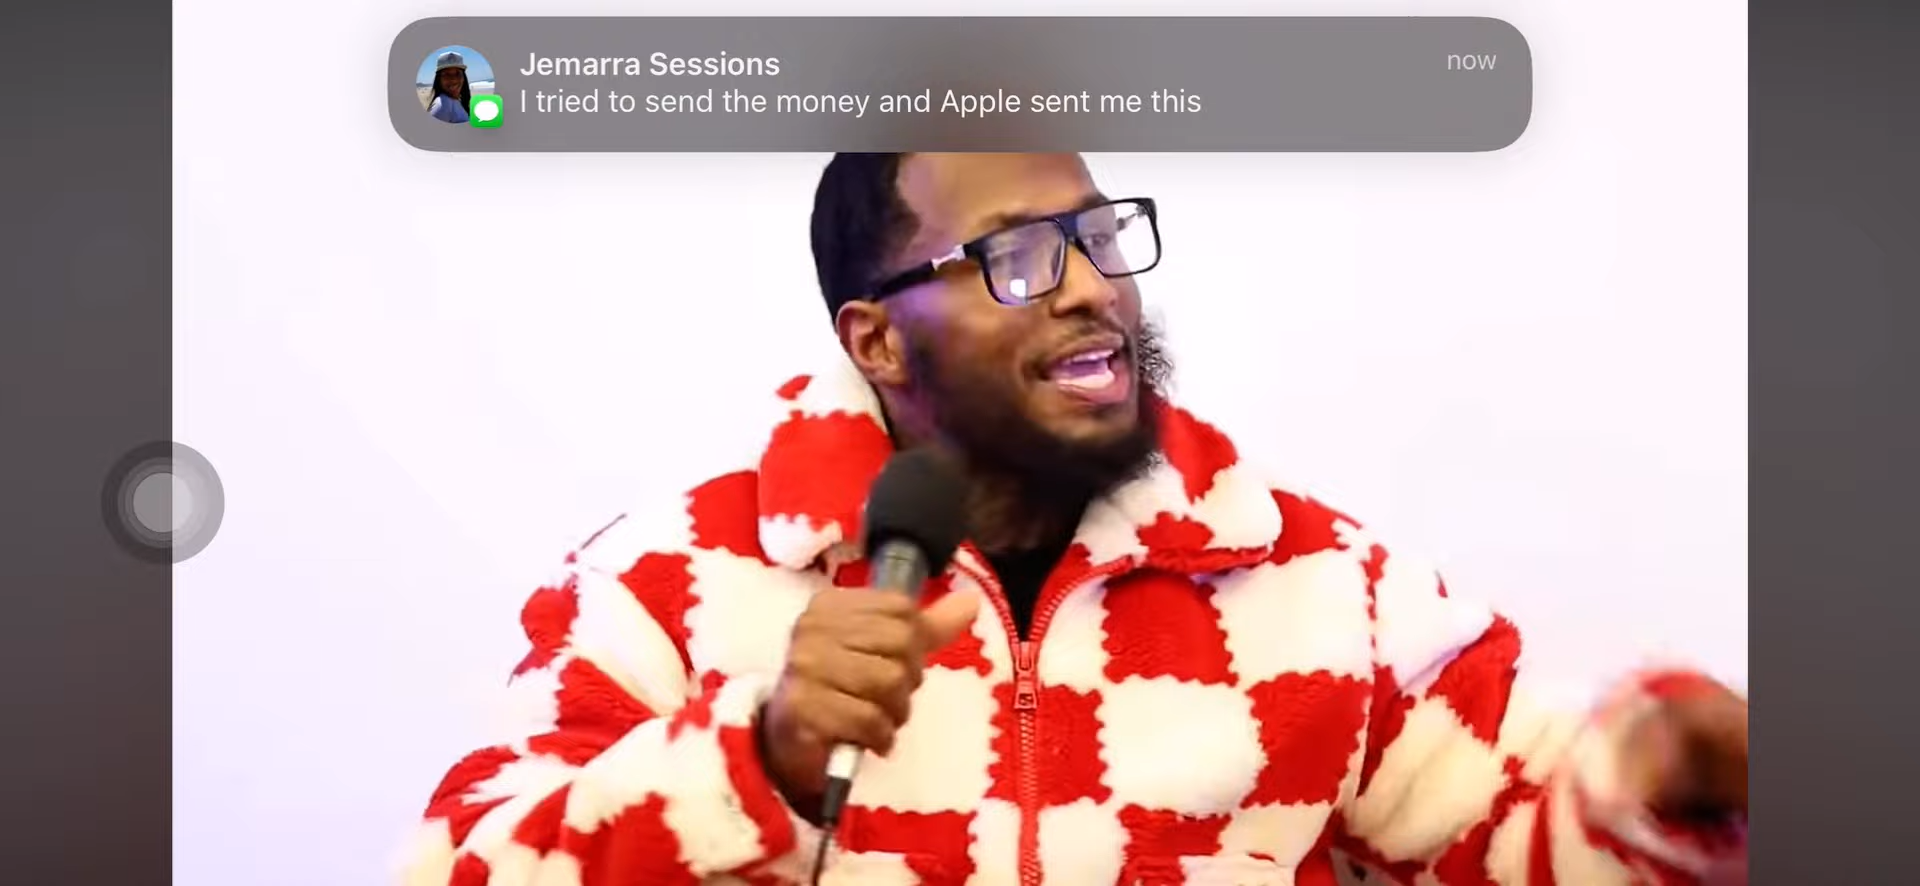 Jemarra Sessions
now
I tried to send the money and Apple sent me this